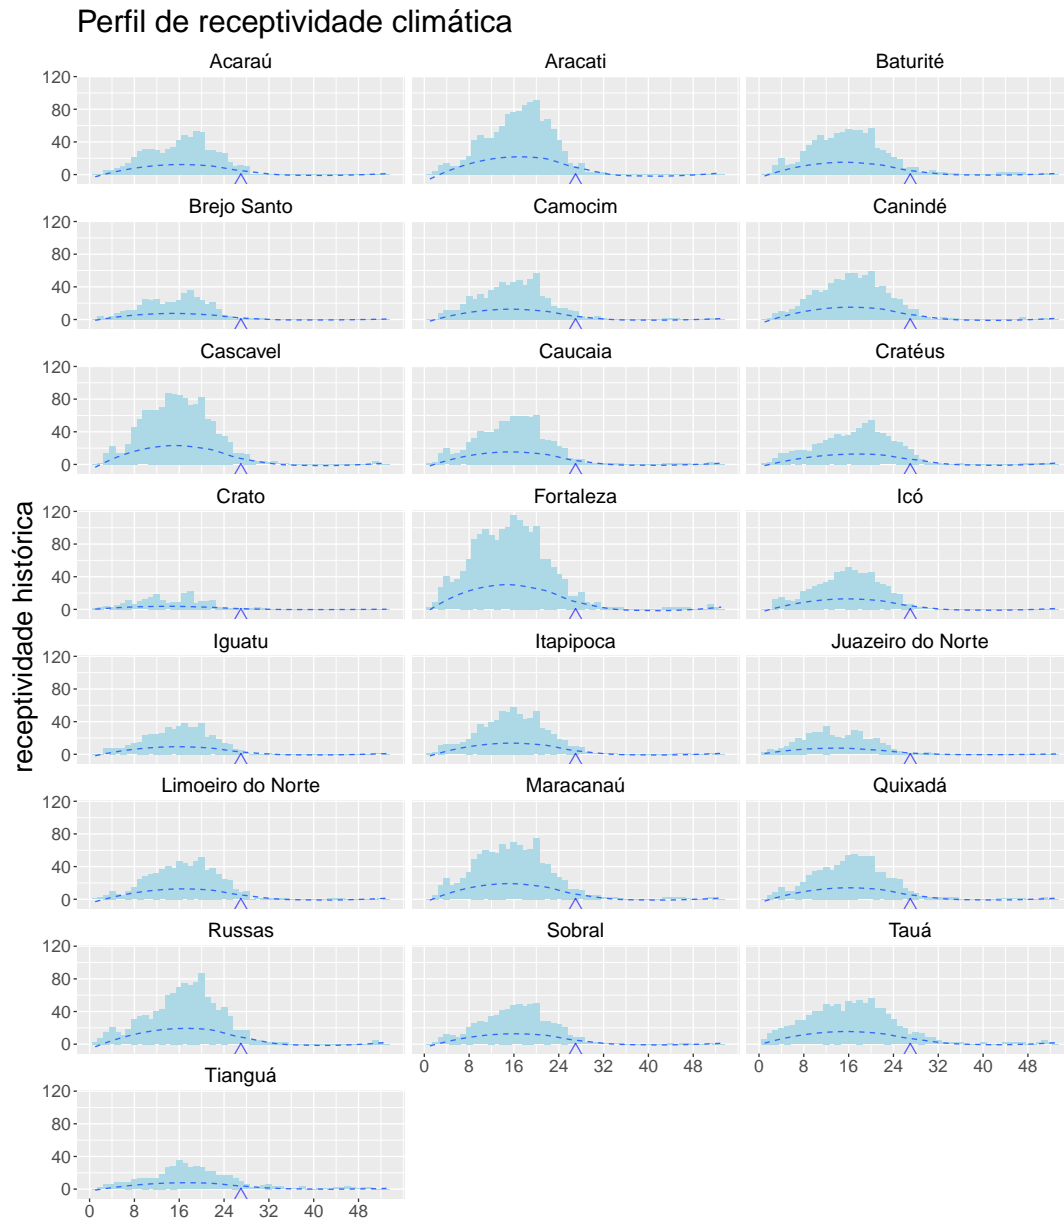 Perfil de receptividade climática
Acaraú Aracati Baturité
120
80
40
0
Brejo Santo Camocim Canindé
120
80
40
0
Cascavel Caucaia Cratéus
120
80
40
0
Crato Fortaleza Icó
120
80
40
0
receptividade histórica
Iguatu Itapipoca Juazeiro do Norte
120
80
40
0
Limoeiro do Norte Maracanaú Quixadá
120
80
40
0
Russas Sobral Tauá
120
80
40
0
0 8 16 24 32 40 48 0 8 16 24 32 40 48
Tianguá
120
80
40
0
0 8 16 24 32 40 48